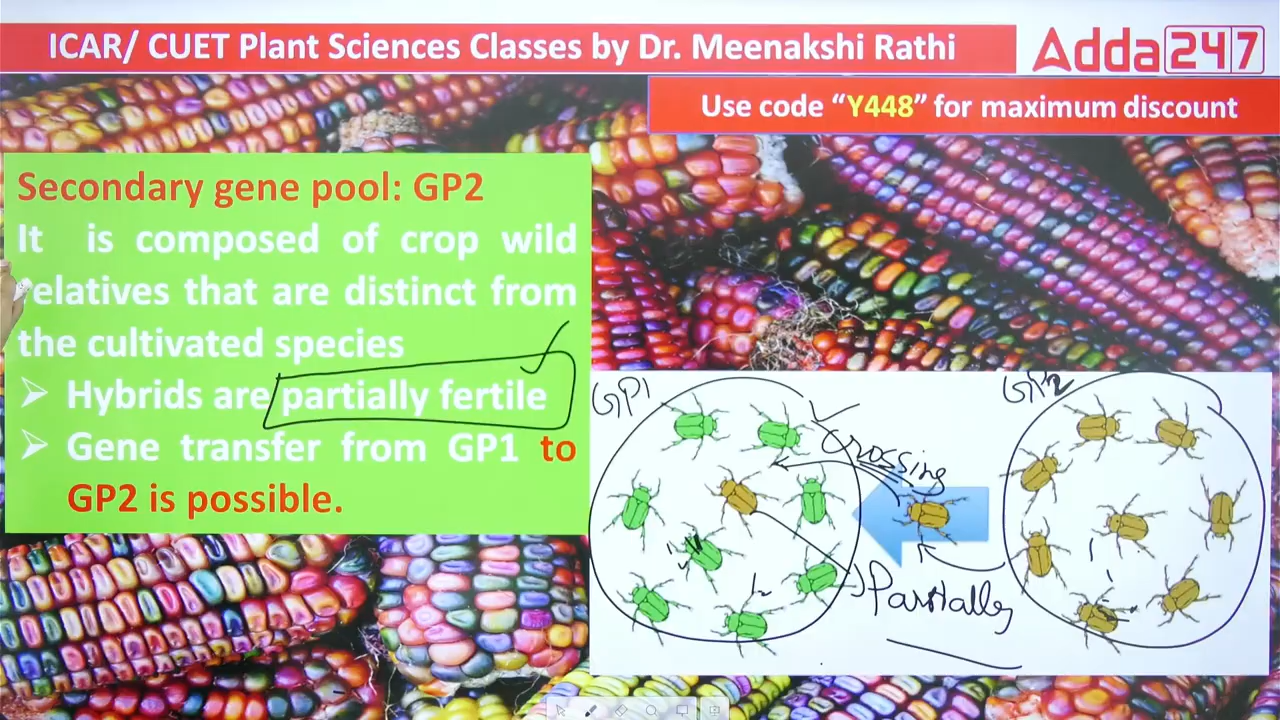 ICAR/ CUET Plant Sciences Classes by Dr. Meenakshi Rathi
Adda247
Use code “Y448” for maximum discount
Secondary gene pool: GP2
It is composed of crop wild
relatives that are distinct from
the cultivated species
➢ Hybrids are partially fertile
➢ Gene transfer from GP1 to
GP2 is possible.
GP1
GP2
Crossing
Partially